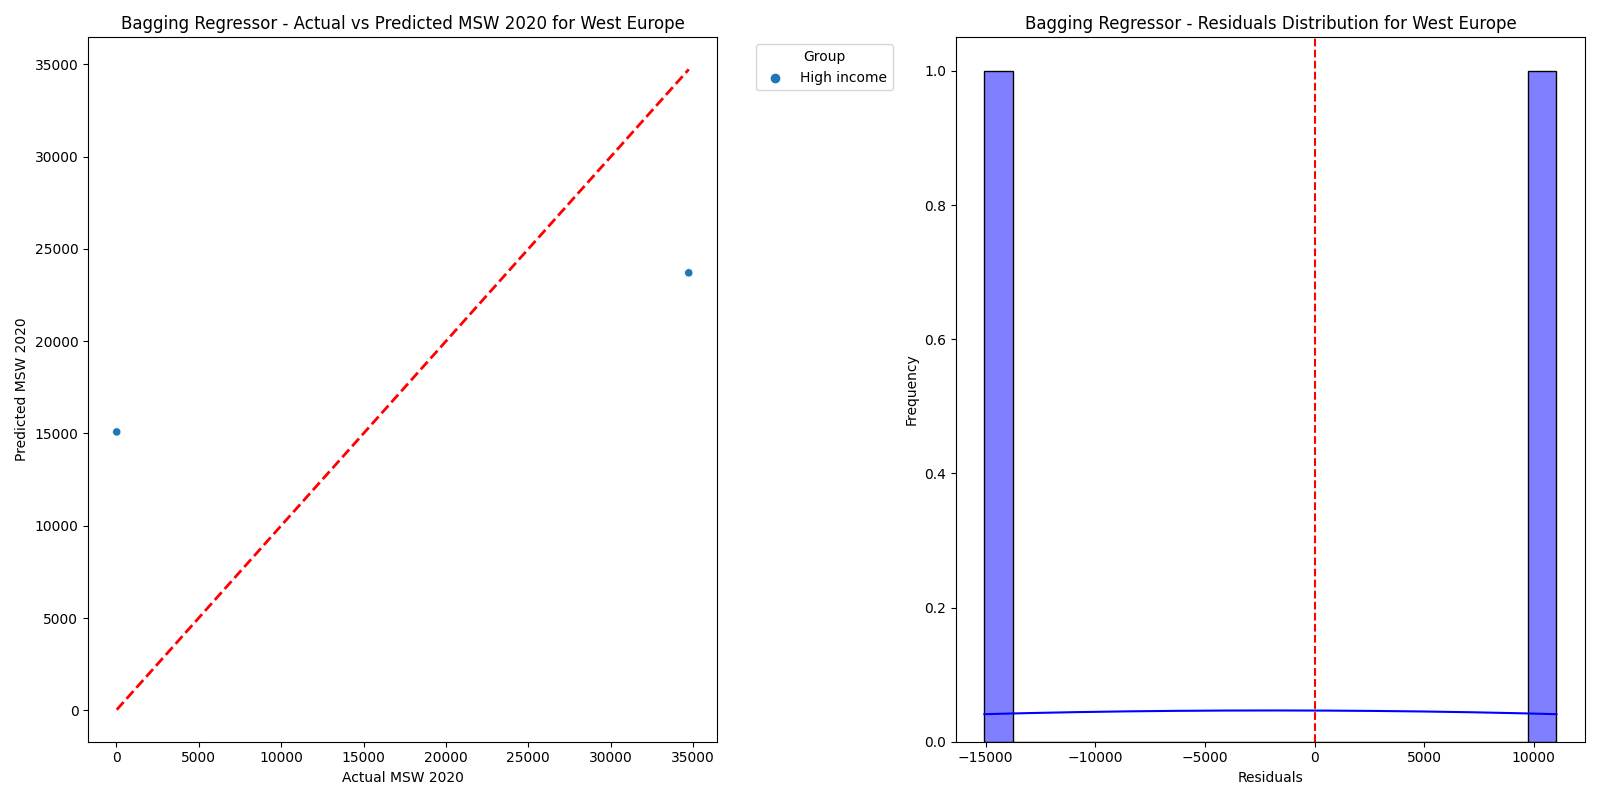 Bagging Regressor - Actual vs Predicted MSW 2020 for West Europe
35000
30000
25000
20000
15000
10000
5000
0
Predicted MSW 2020
0 5000 10000 15000 20000 25000 30000 35000
Actual MSW 2020
Group
High income
Bagging Regressor - Residuals Distribution for West Europe
1.0
0.8
0.6
0.4
0.2
0.0
Frequency
−15000 −10000 −5000 0 5000 10000
Residuals